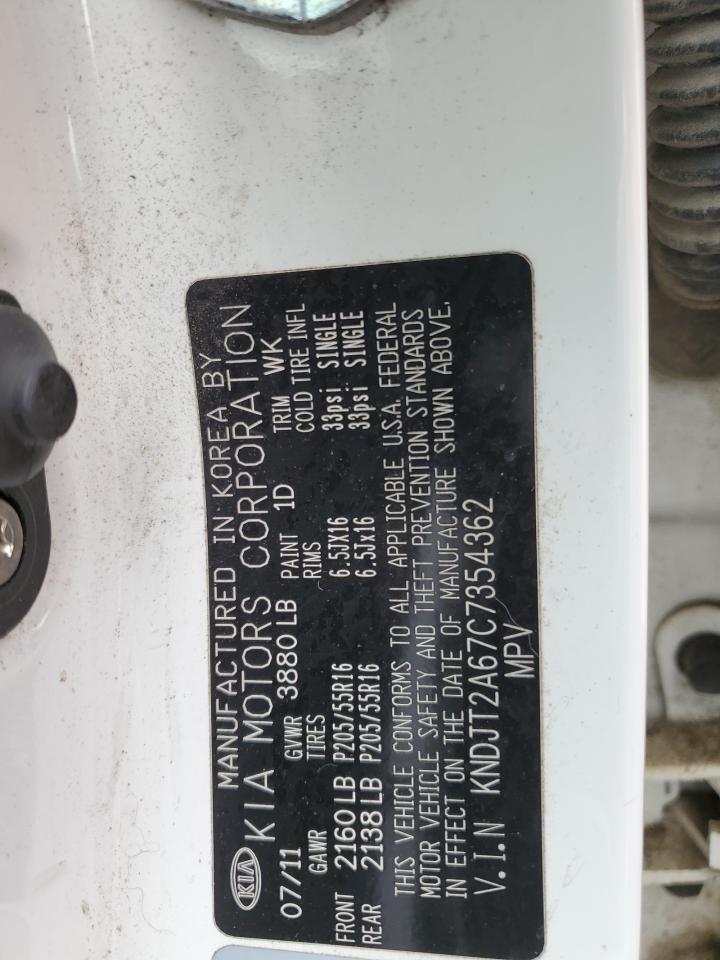 MANUFACTURED IN KOREA BY
KIA KIA MOTORS CORPORATION
07/11 GVWR 3880 LB PAINT 1D TRIM WK
GAWR TIRES RIMS COLD TIRE INFL
FRONT 2160 LB P205/55R16 6.5JX16 33psi SINGLE
REAR 2138 LB P205/55R16 6.5Jx16 33psi SINGLE
THIS VEHICLE CONFORMS TO ALL APPLICABLE U.S.A. FEDERAL
MOTOR VEHICLE SAFETY AND THEFT PREVENTION STANDARDS
IN EFFECT ON THE DATE OF MANUFACTURE SHOWN ABOVE.
V.I.N KNDJT2A67C7354362
MPV